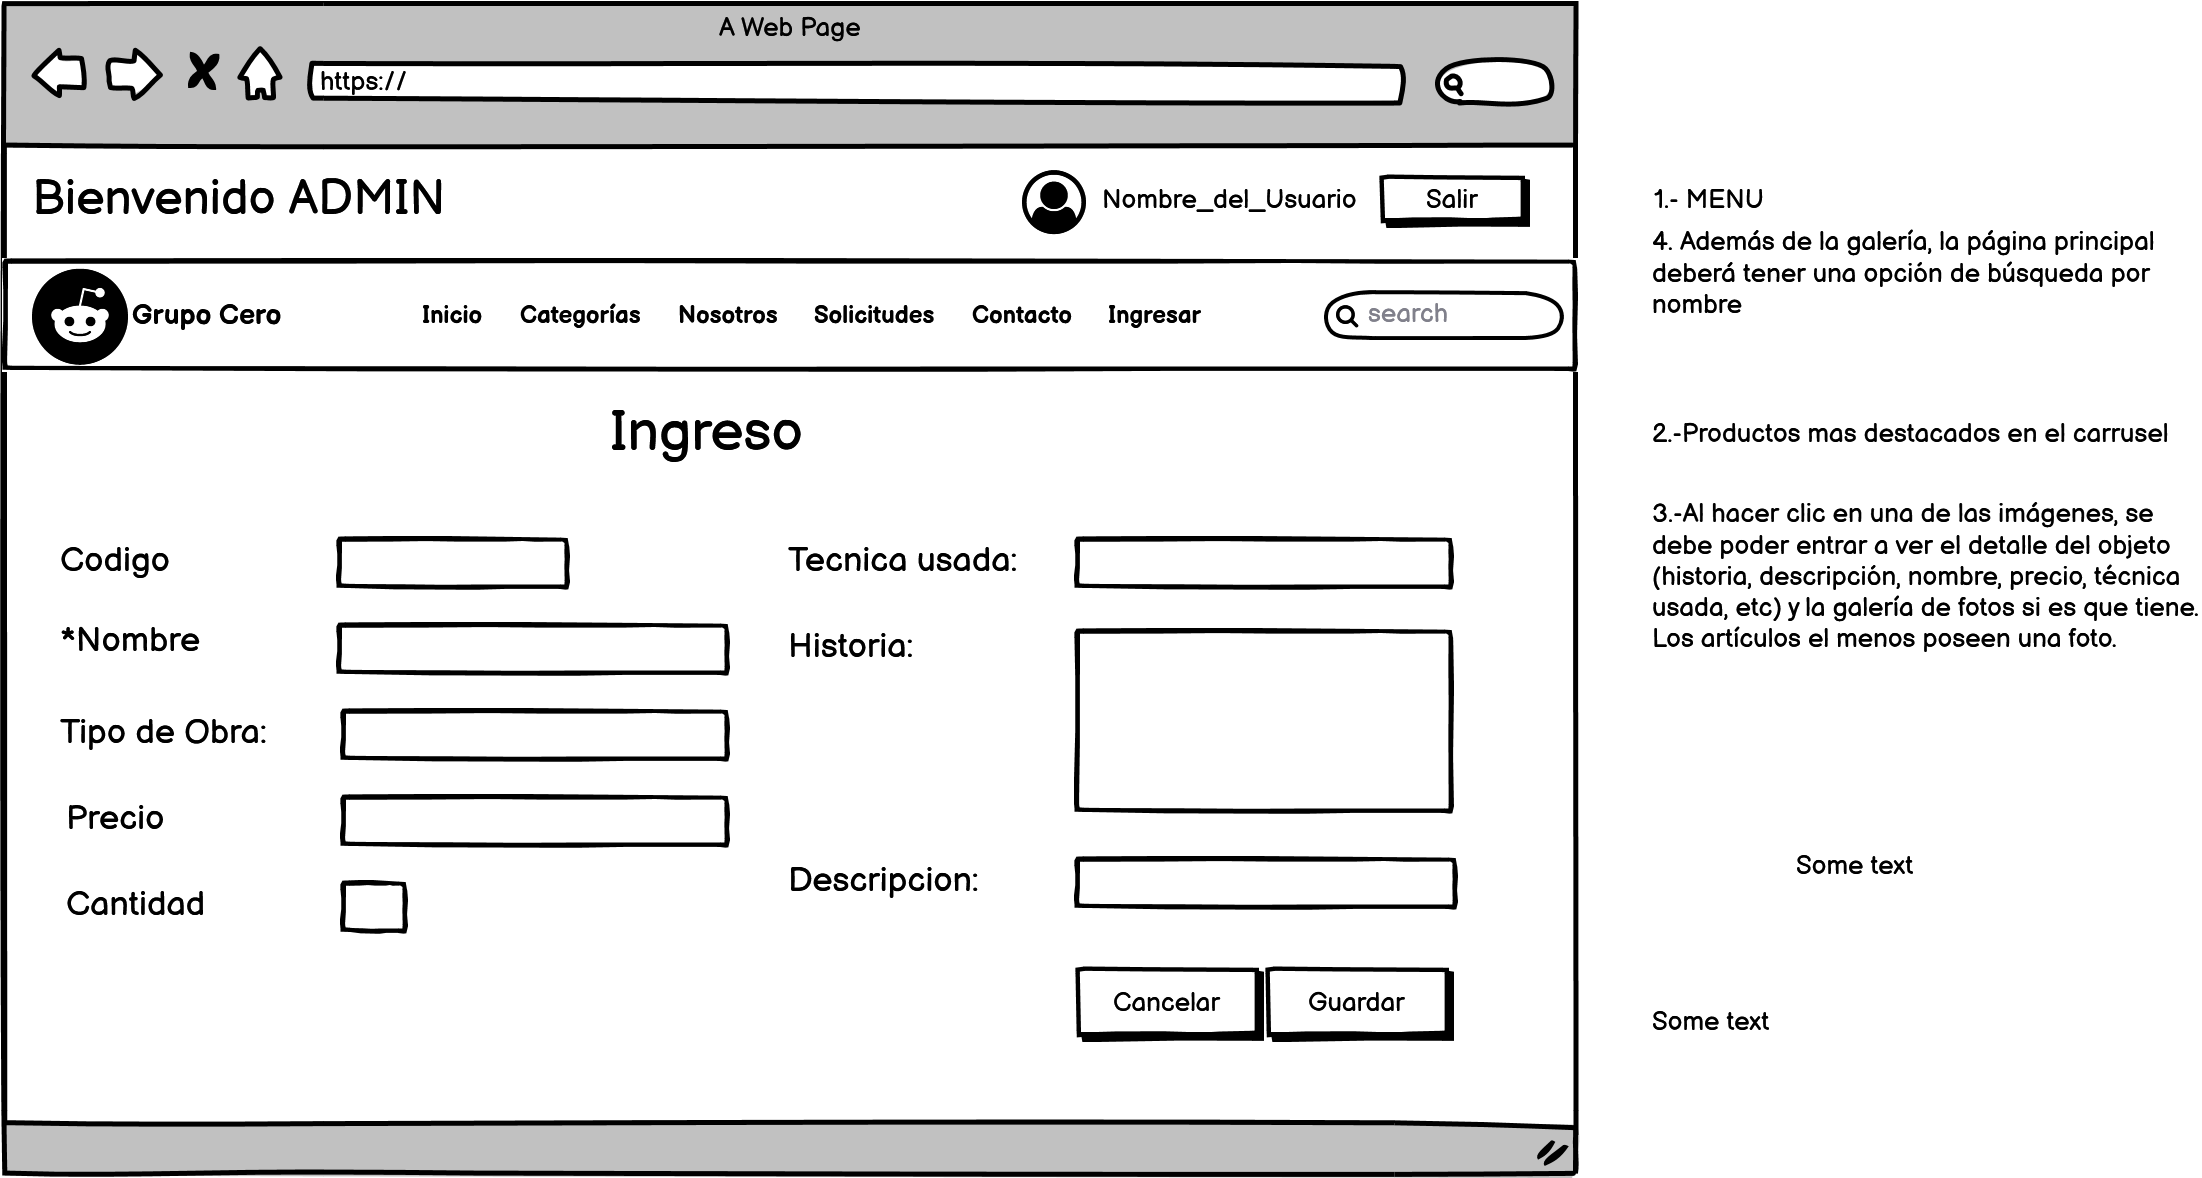 A Web Page
https://
Bienvenido ADMIN
Nombre_del_Usuario
Salir
Grupo Cero
Inicio
Categorías
Nosotros
Solicitudes
Contacto
Ingresar
search
Ingreso
Codigo
*Nombre
Tipo de Obra:
Precio
Cantidad
Tecnica usada:
Historia:
Descripcion:
Cancelar
Guardar
1.- MENU
4. Además de la galería, la página principal
deberá tener una opción de búsqueda por
nombre
2.-Productos mas destacados en el carrusel
3.-Al hacer clic en una de las imágenes, se
debe poder entrar a ver el detalle del objeto
(historia, descripción, nombre, precio, técnica
usada, etc) y la galería de fotos si es que tiene.
Los artículos el menos poseen una foto.
Some text
Some text